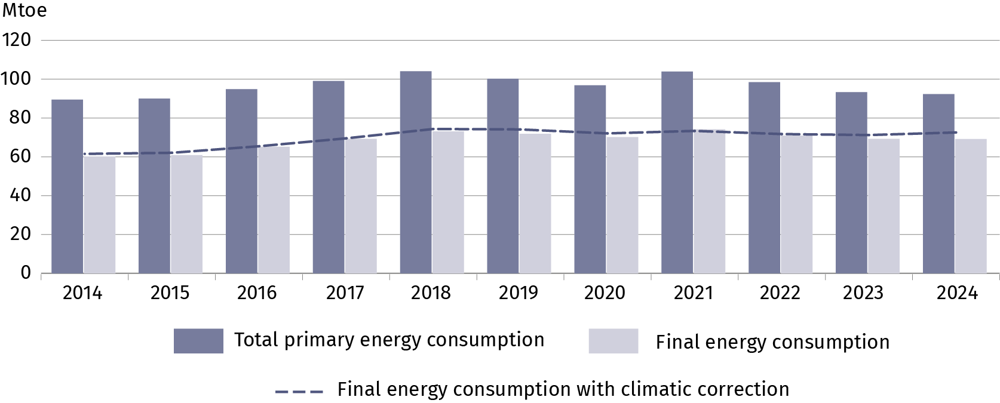 Mtoe
120
100
80
60
40
20
0
2014 2015 2016 2017 2018 2019 2020 2021 2022 2023 2024
Total primary energy consumption
Final energy consumption
Final energy consumption with climatic correction